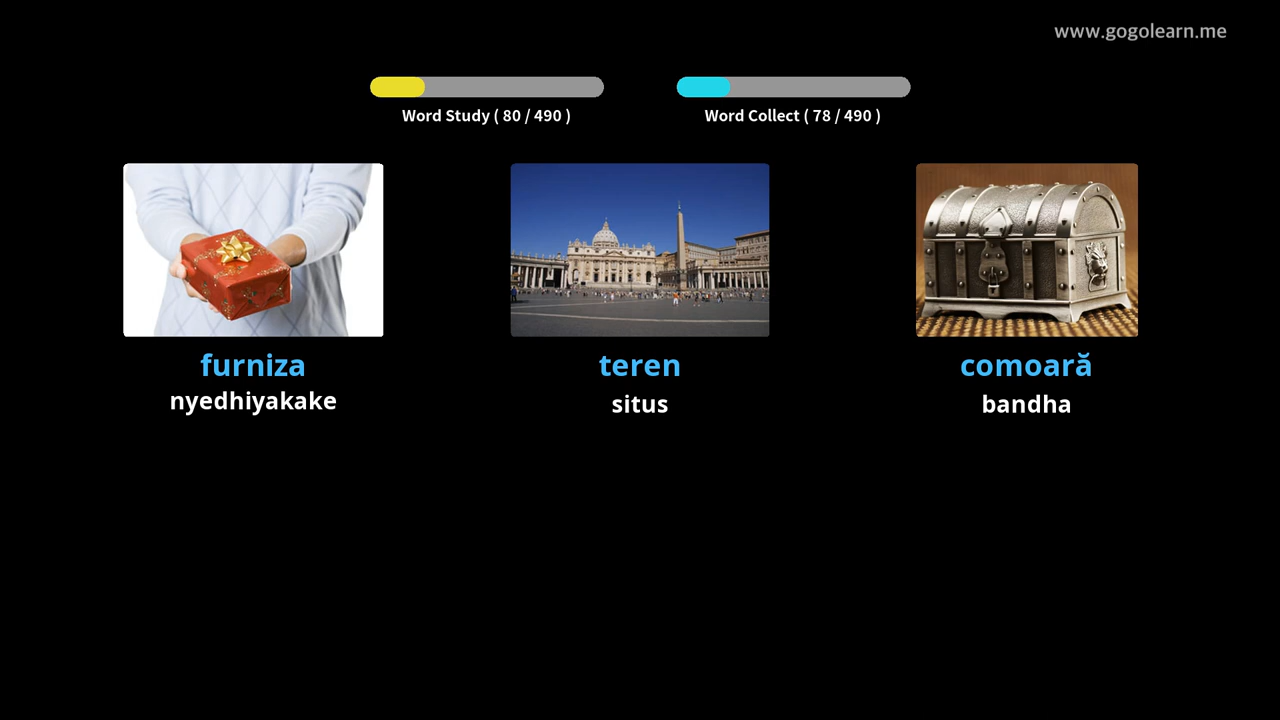 www.gogolearn.me
Word Study ( 80 / 490 )
Word Collect ( 78 / 490 )
furniza
nyedhiyakake
teren
situs
comoară
bandha